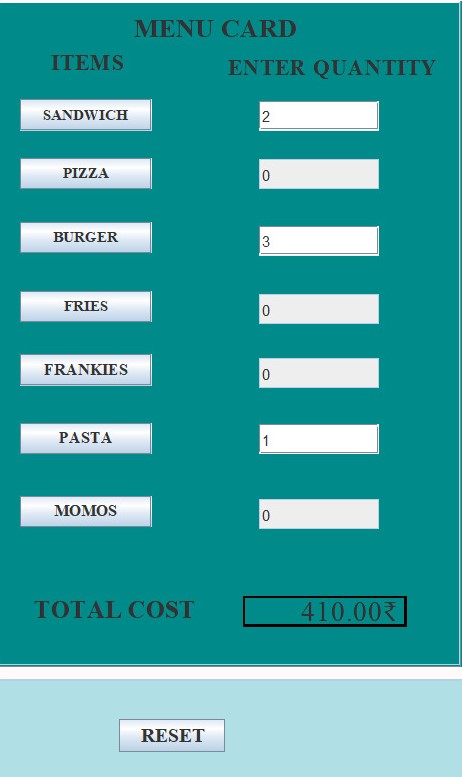 MENU CARD
ITEMS
ENTER QUANTITY
SANDWICH 2
PIZZA 0
BURGER 3
FRIES 0
FRANKIES 0
PASTA 1
MOMOS 0
TOTAL COST 410.00₹
RESET